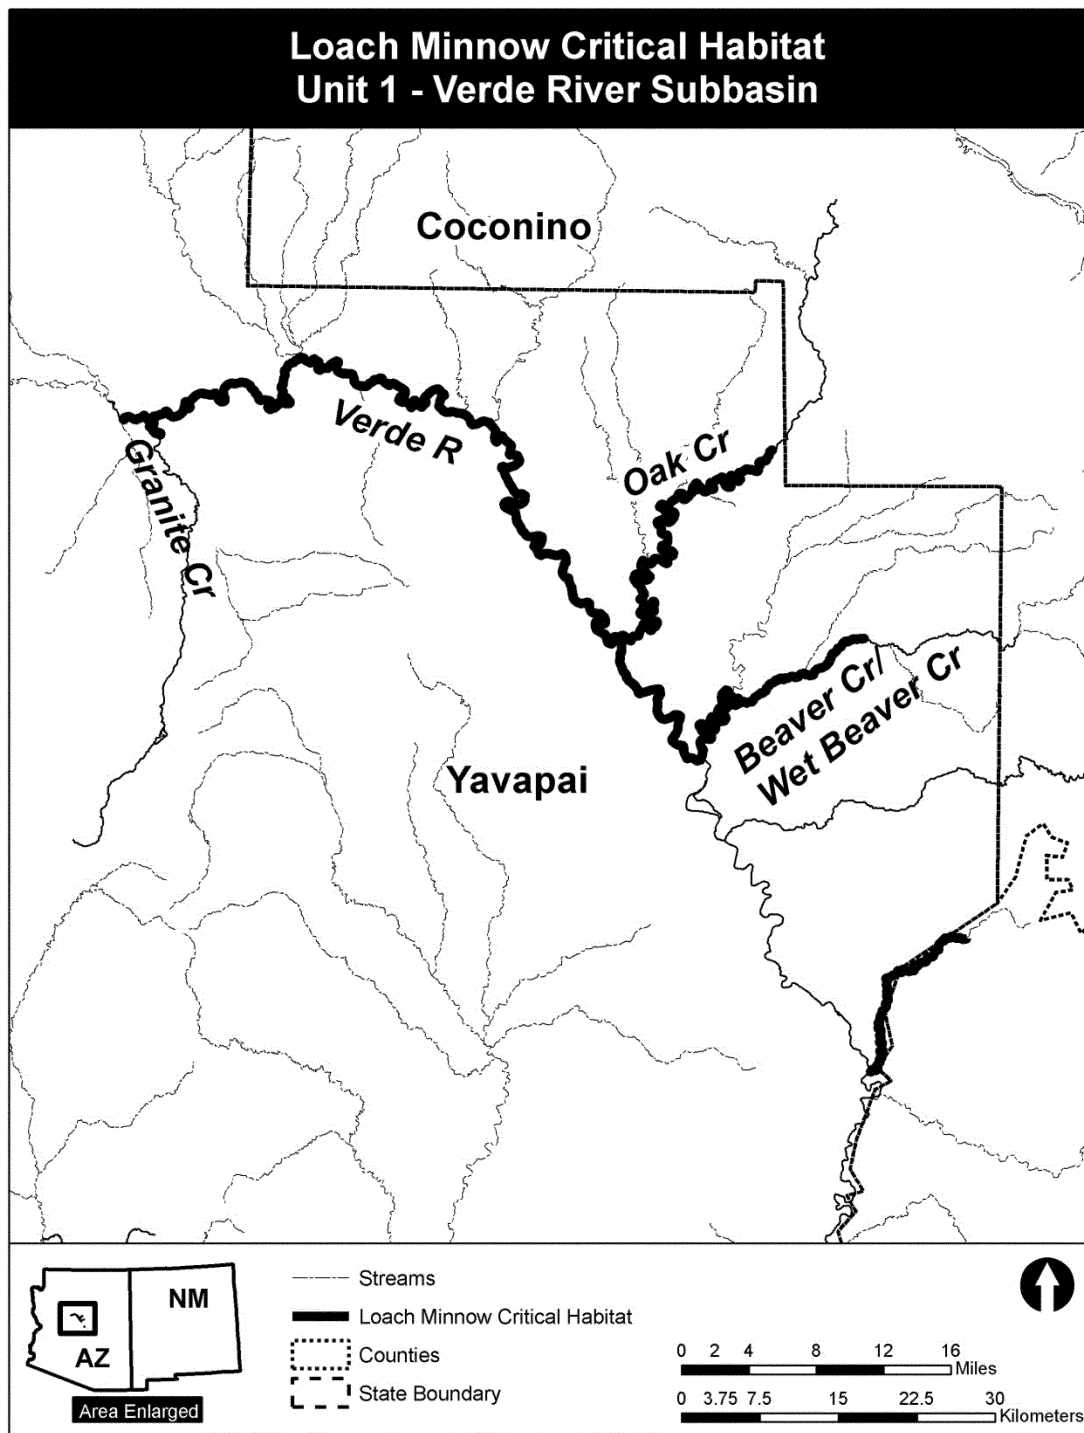 Loach Minnow Critical Habitat
Unit 1 - Verde River Subbasin
Coconino
Verde R
Oak Cr
Granite Cr
Beaver Cr/
Wet Beaver Cr
Yavapai
NM
AZ
Area Enlarged
Streams
Loach Minnow Critical Habitat
Counties
State Boundary
0 2 4 8 12 16
Miles
0 3.75 7.5 15 22.5 30
Kilometers